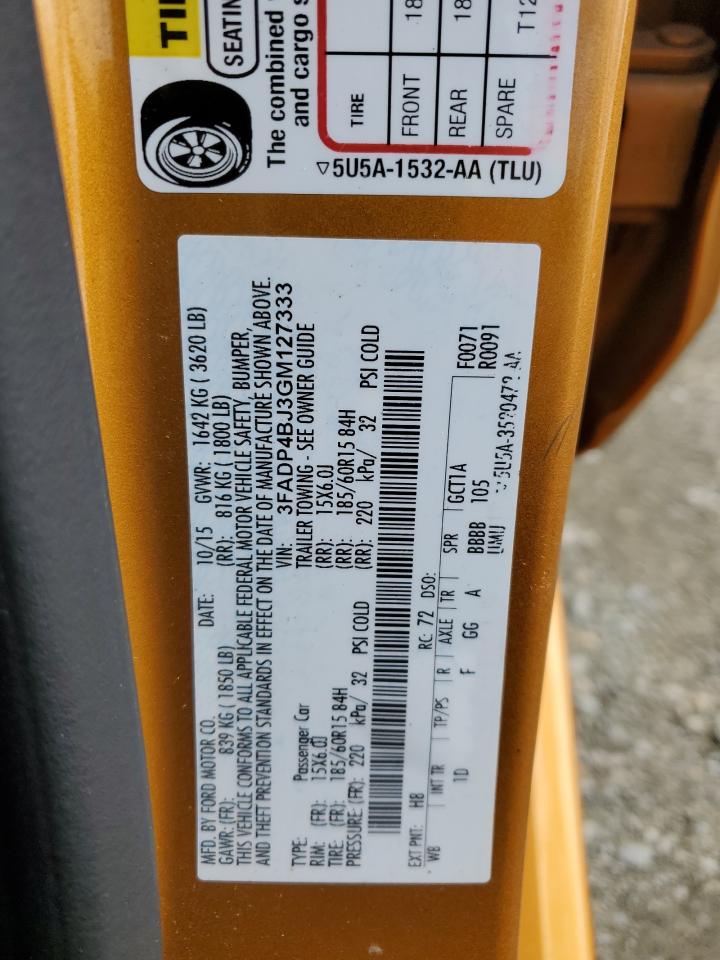 TIRE
SEATING
The combined
and cargo
TIRE
FRONT 18
REAR 18
SPARE T12
▽5U5A-1532-AA (TLU)
MFD. BY FORD MOTOR CO. DATE: 10/15 GVWR: 1642 KG ( 3620 LB)
GAWR: (FR): 839 KG ( 1850 LB) (RR): 816 KG ( 1800 LB)
THIS VEHICLE CONFORMS TO ALL APPLICABLE FEDERAL MOTOR VEHICLE SAFETY, BUMPER,
AND THEFT PREVENTION STANDARDS IN EFFECT ON THE DATE OF MANUFACTURE SHOWN ABOVE.
VIN: 3FADP4BJ3GM127333
TYPE: Passenger Car TRAILER TOWING - SEE OWNER GUIDE
RIM: (FR): 15X6.0J (RR): 15X6.0J
TIRE: (FR): 185/60R15 84H (RR): 185/60R15 84H
PRESSURE: (FR): 220 kPa/ 32 PSI COLD (RR): 220 kPa/ 32 PSI COLD
EXT PNT: H8 RC: 72 DSO: F0071
WB INT TR TP/PS R AXLE TR SPR GCT1A R0091
1D F GG A BBBB 105
UMU